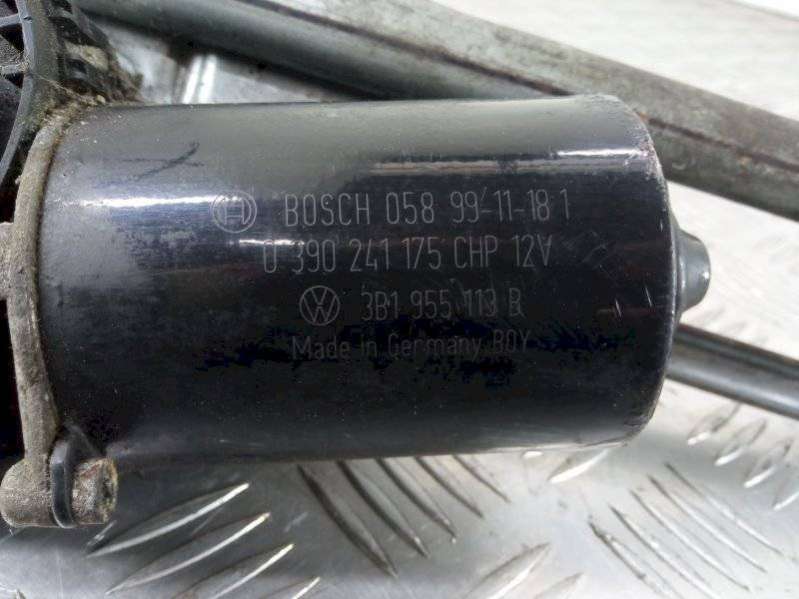 BOSCH 058 99-11-18 1
0 390 241 175 CHP 12V
3B1 955 113 B
Made in Germany BOY